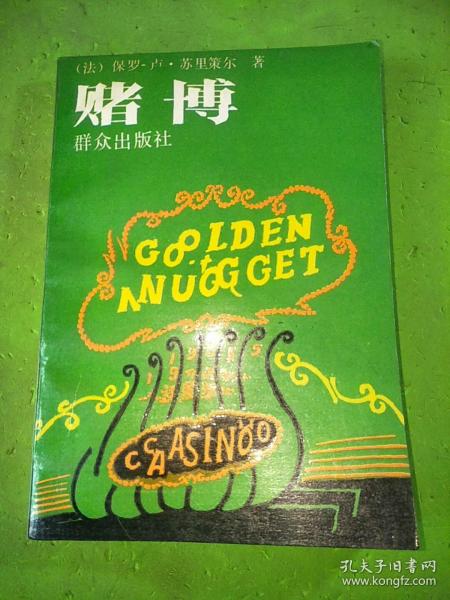 （法）保罗-卢·苏里策尔 著
赌博
群众出版社
GOLDEN
NUGGET
CASINO
孔夫子旧书网
www.kongfz.com